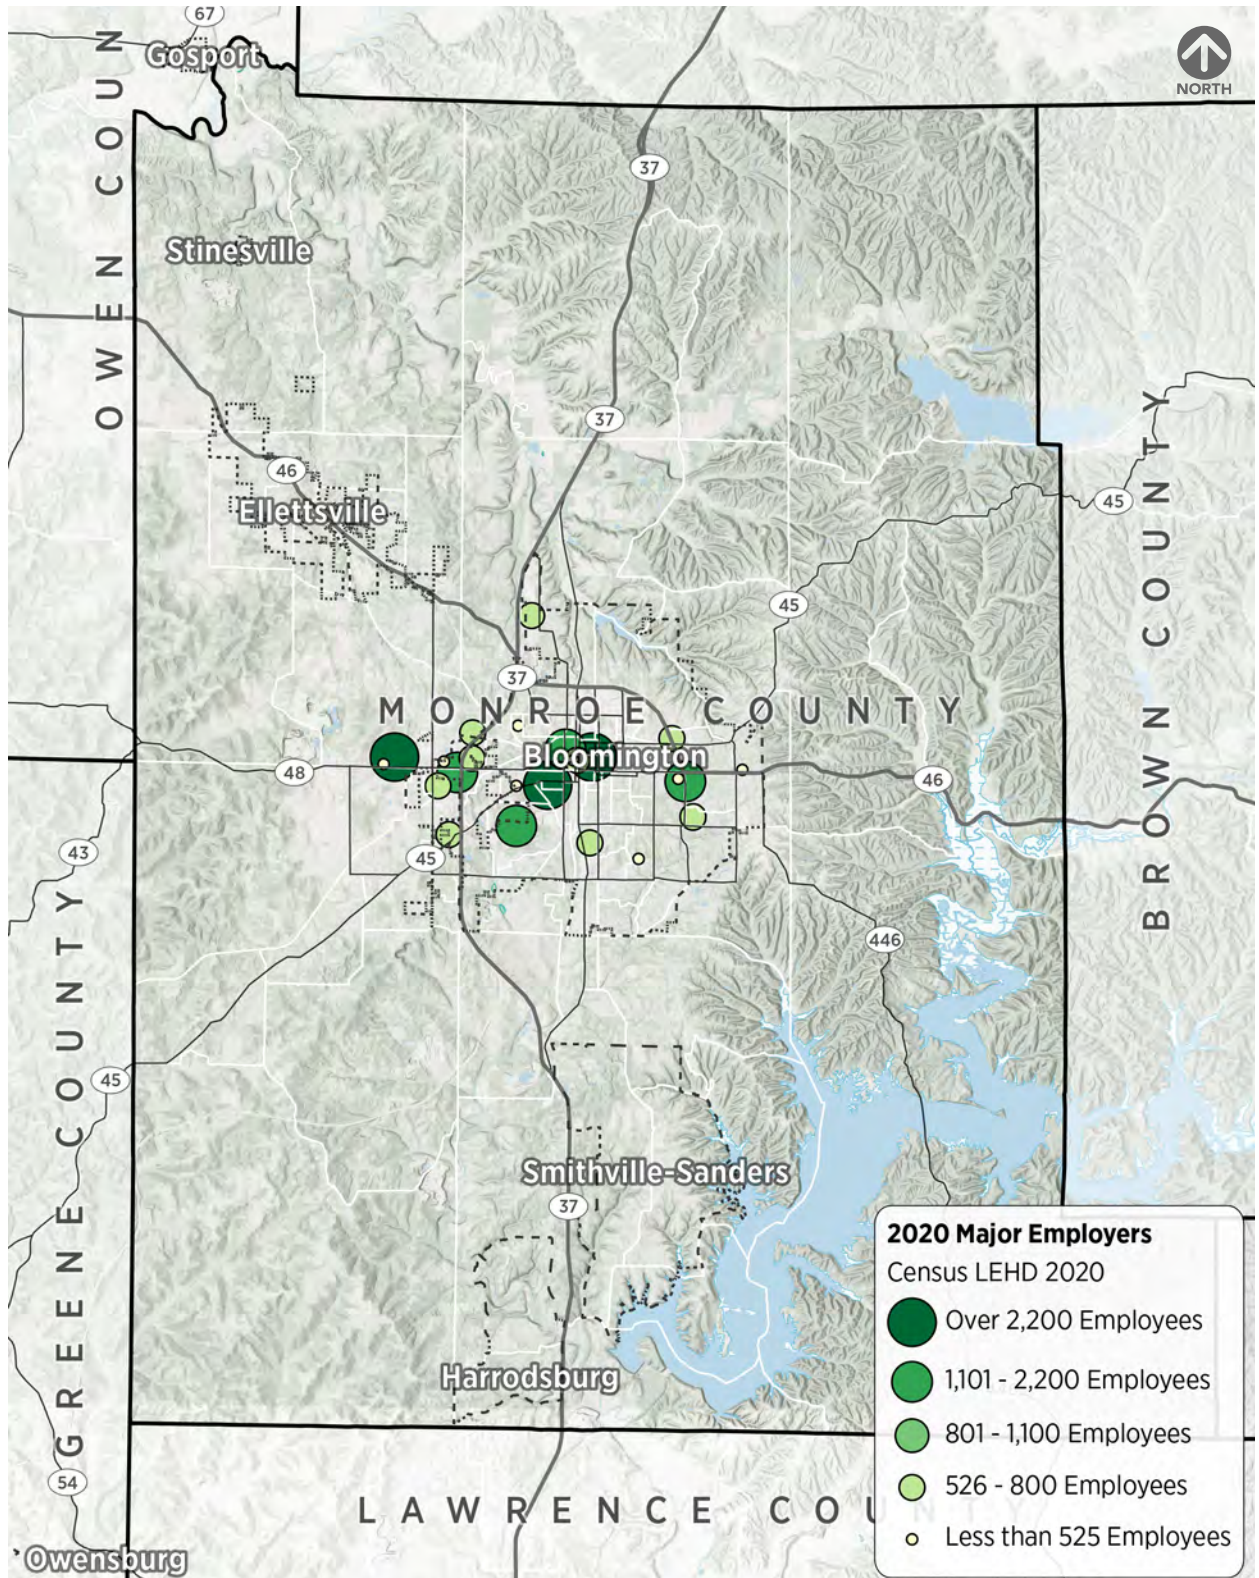 67
OWEN COUN
Gosport
NORTH
37
Stinesville
37
46
Ellettsville
45
BROWN COUNTY
45
37
MONROE COUNTY
Bloomington
48
46
43
45
446
GREENE COUNTY
45
Smithville-Sanders
37
Harrodsburg
54
LAWRENCE COU
Owensburg
2020 Major Employers
Census LEHD 2020
Over 2,200 Employees
1,101 - 2,200 Employees
801 - 1,100 Employees
526 - 800 Employees
Less than 525 Employees